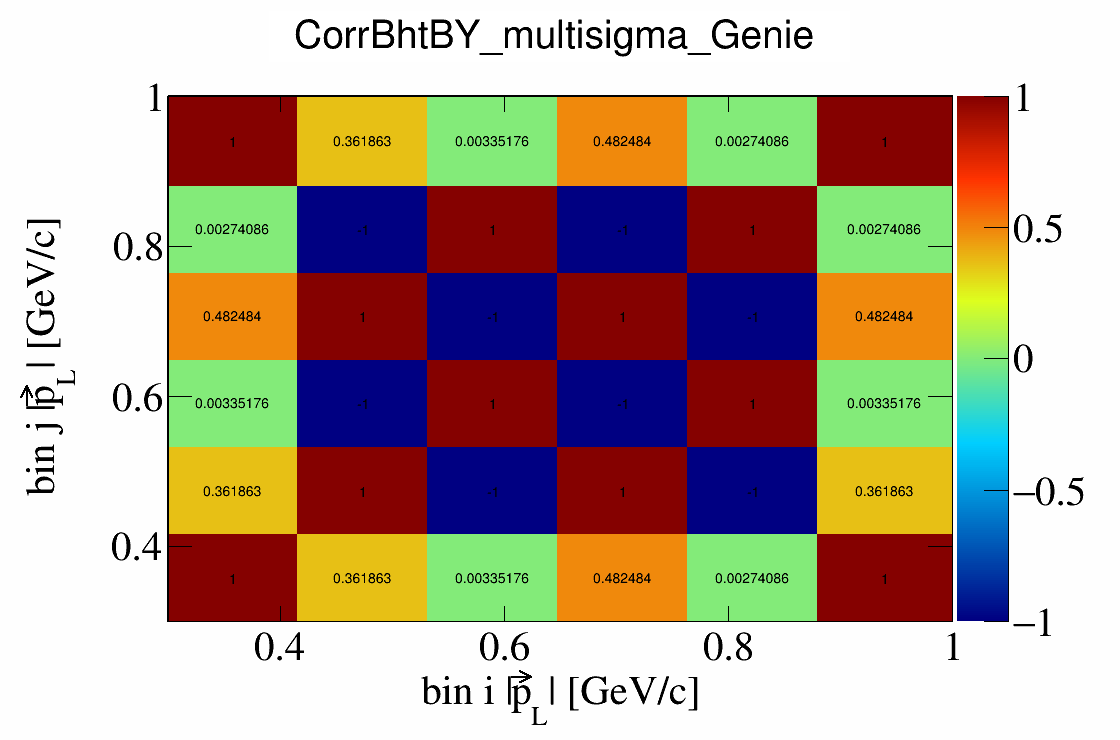 CorrBhtBY_multisigma_Genie
1
1 0.361863 0.00335176 0.482484 0.00274086 1
1
0.00274086 -1 1 -1 1 0.00274086
0.8
0.5
0.482484 1 -1 1 -1 0.482484
0
0.00335176 -1 1 -1 1 0.00335176
0.6
0.361863 1 -1 1 -1 0.361863
−0.5
1 0.361863 0.00335176 0.482484 0.00274086 1
0.4
−1
0.4 0.6 0.8 1
bin i |p⃗L| [GeV/c]
bin j |p⃗L| [GeV/c]